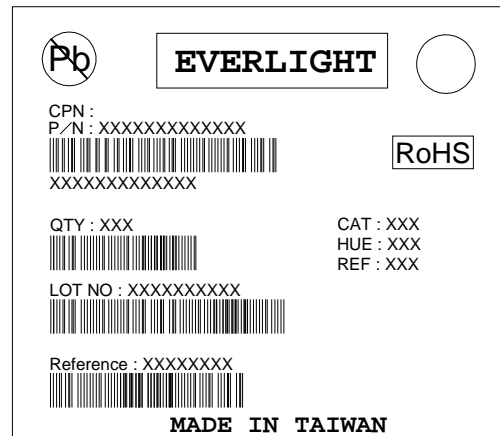 Pb
EVERLIGHT
CPN :
P/N : XXXXXXXXXXXXX
RoHS
XXXXXXXXXXXXX
QTY : XXX
CAT : XXX
HUE : XXX
REF : XXX
LOT NO : XXXXXXXXXX
Reference : XXXXXXXX
MADE IN TAIWAN